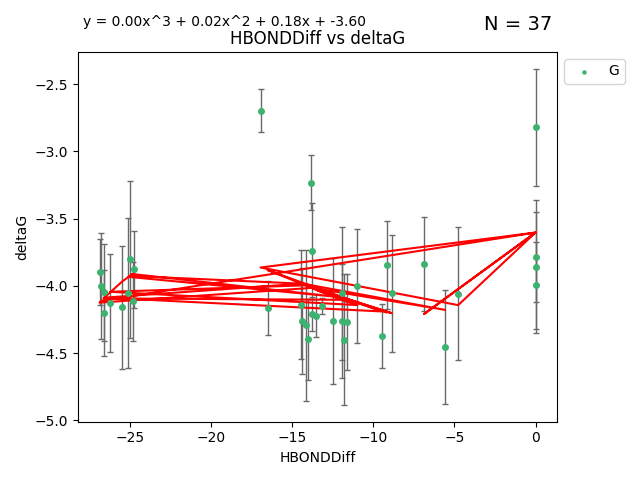 y = 0.00x^3 + 0.02x^2 + 0.18x + -3.60
N = 37
HBONDDiff vs deltaG
G
deltaG
−2.5
−3.0
−3.5
−4.0
−4.5
−5.0
−25 −20 −15 −10 −5 0
HBONDDiff